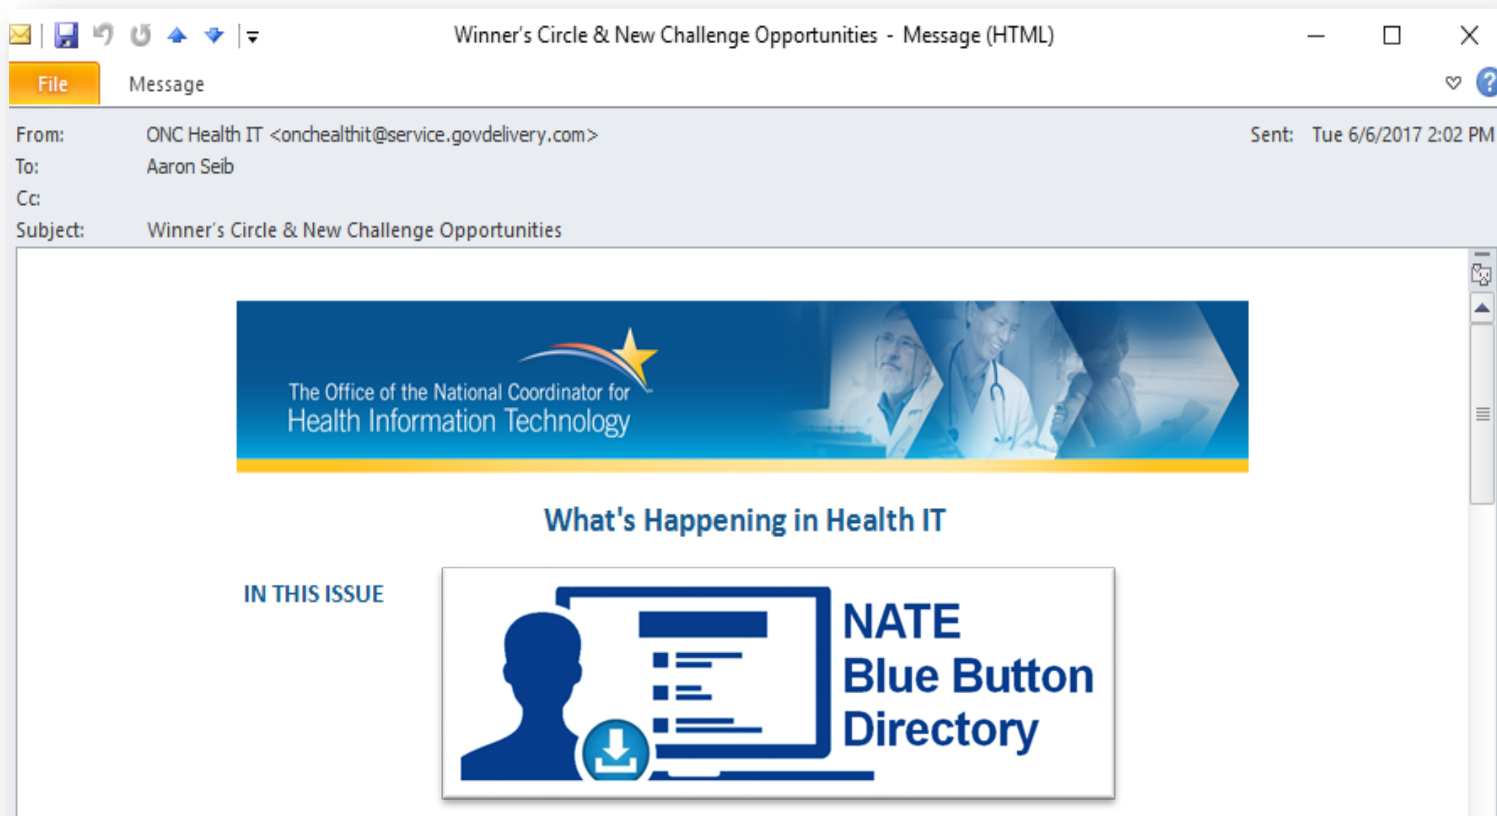 Winner's Circle & New Challenge Opportunities - Message (HTML)
File Message
From: ONC Health IT <onchealthit@service.govdelivery.com> Sent: Tue 6/6/2017 2:02 PM
To: Aaron Seib
Cc:
Subject: Winner's Circle & New Challenge Opportunities
The Office of the National Coordinator for
Health Information Technology
What's Happening in Health IT
IN THIS ISSUE
NATE
Blue Button
Directory